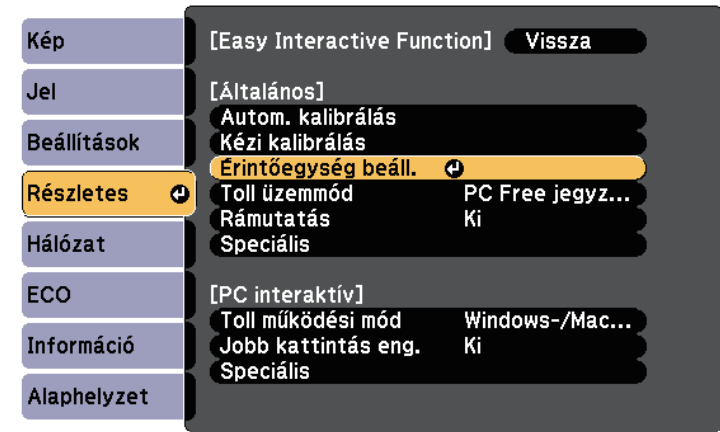 Kép
Jel
Beállítások
Részletes
Hálózat
ECO
Információ
Alaphelyzet
[Easy Interactive Function] Vissza
[Általános]
Autom. kalibrálás
Kézi kalibrálás
Érintőegység beáll.
Toll üzemmód PC Free jegyz...
Rámutatás Ki
Speciális
[PC interaktív]
Toll működési mód Windows-/Mac...
Jobb kattintás eng. Ki
Speciális